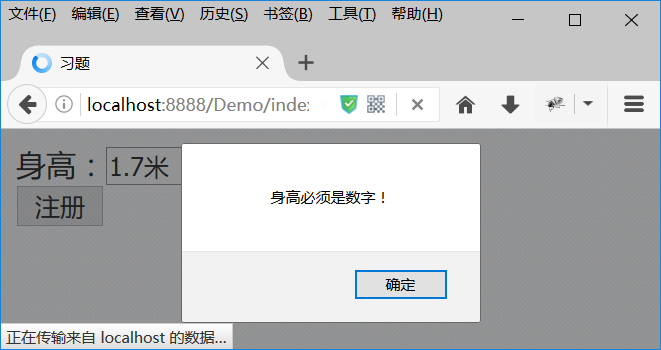 文件(F) 编辑(E) 查看(V) 历史(S) 书签(B) 工具(T) 帮助(H)
习题
localhost:8888/Demo/index
身高：1.7米
注册
身高必须是数字！
确定
正在传输来自 localhost 的数据...